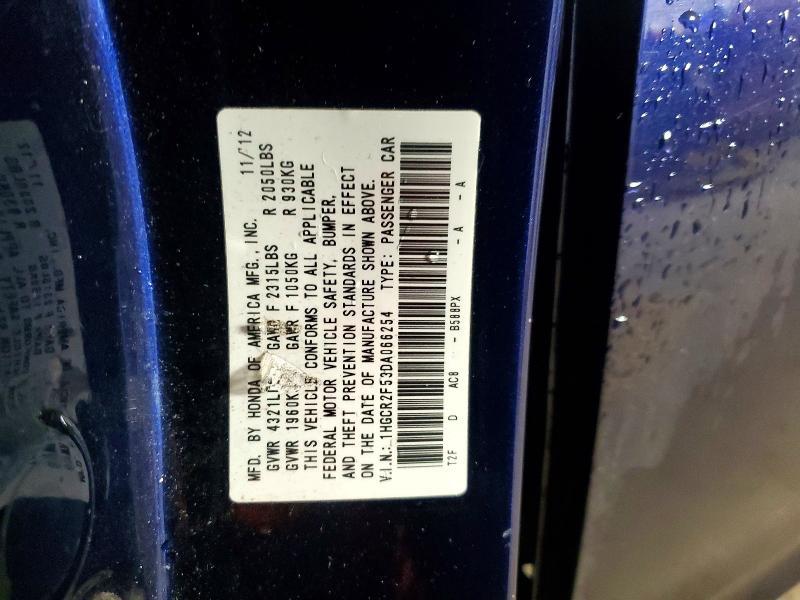 MFD. BY HONDA OF AMERICA MFG., INC. 11/'12
GVWR 4321LBS GAWR F 2315LBS R 2050LBS
GVWR 1960KG GAWR F 1050KG R 930KG
THIS VEHICLE CONFORMS TO ALL APPLICABLE
FEDERAL MOTOR VEHICLE SAFETY, BUMPER,
AND THEFT PREVENTION STANDARDS IN EFFECT
ON THE DATE OF MANUFACTURE SHOWN ABOVE.
V.I.N.: 1HGCR2F53DA066254 TYPE: PASSENGER CAR
T2F D AC8 - B588PX - A - A